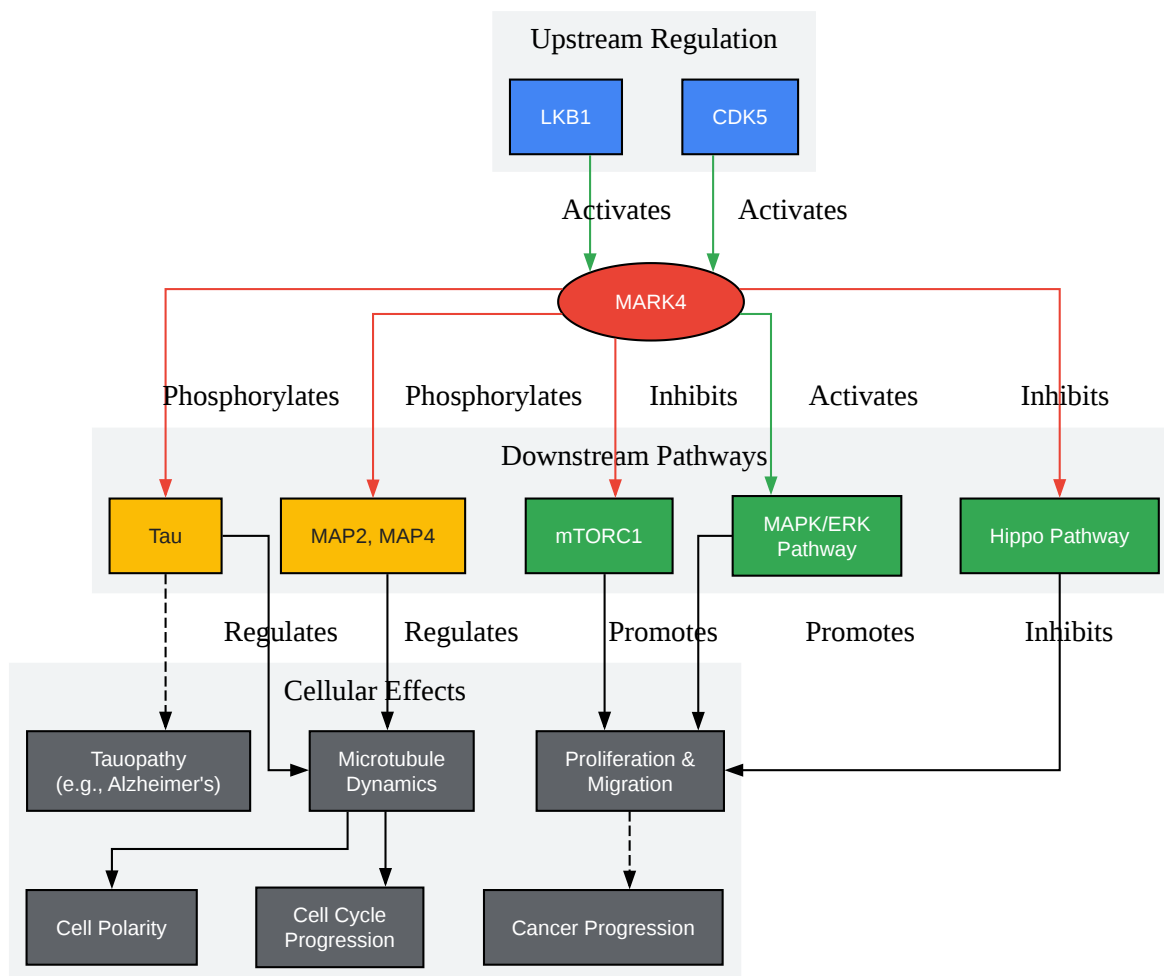 Upstream Regulation
LKB1
CDK5
Activates
Activates
MARK4
Phosphorylates
Phosphorylates
Inhibits
Activates
Inhibits
Downstream Pathways
Tau
MAP2, MAP4
mTORC1
MAPK/ERK
Pathway
Hippo Pathway
Regulates
Regulates
Promotes
Promotes
Inhibits
Cellular Effects
Tauopathy
(e.g., Alzheimer's)
Microtubule
Dynamics
Proliferation &
Migration
Cell Polarity
Cell Cycle
Progression
Cancer Progression